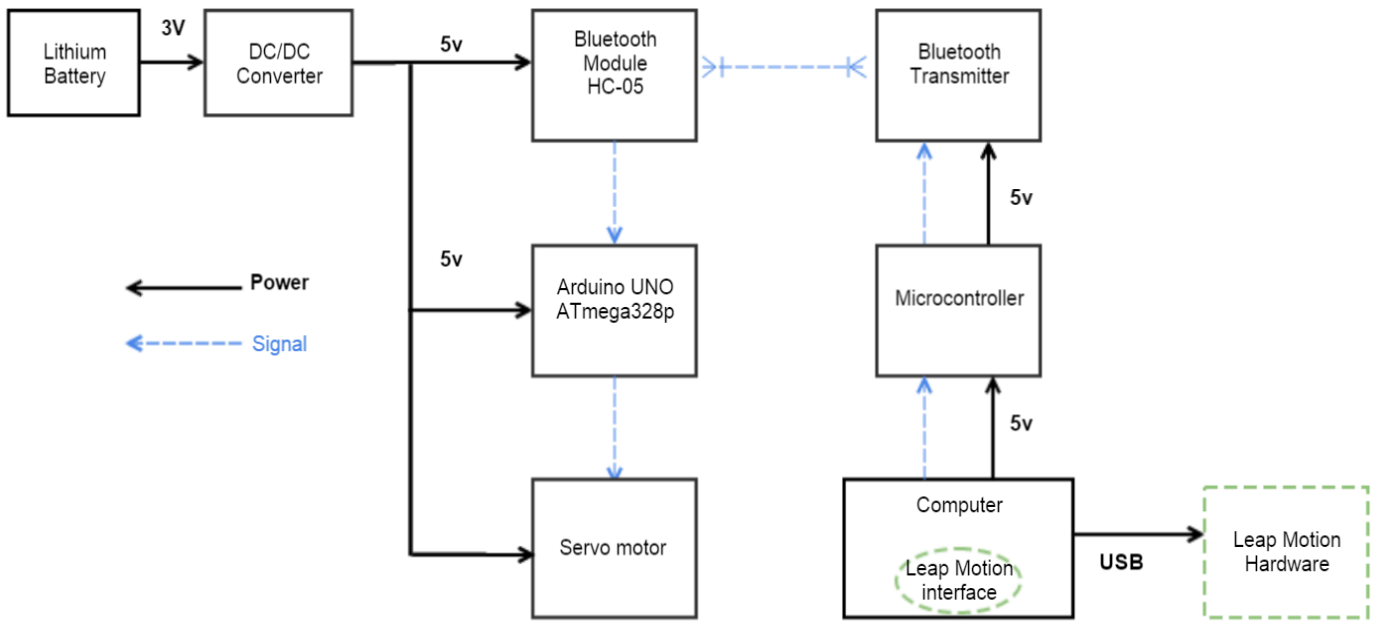 Lithium
Battery
3V
DC/DC
Converter
5v
Bluetooth
Module
HC-05
Bluetooth
Transmitter
5v
5v
Power
Signal
Arduino UNO
ATmega328p
Microcontroller
5v
Servo motor
Computer
Leap Motion
interface
USB
Leap Motion
Hardware